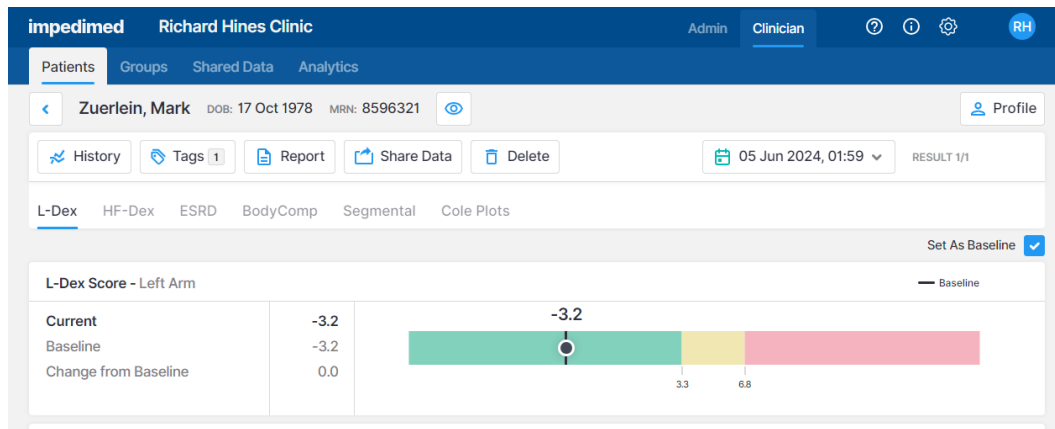 impedimed Richard Hines Clinic Admin Clinician RH
Patients Groups Shared Data Analytics
Zuerlein, Mark DOB: 17 Oct 1978 MRN: 8596321 Profile
History Tags 1 Report Share Data Delete 05 Jun 2024, 01:59 RESULT 1/1
L-Dex HF-Dex ESRD BodyComp Segmental Cole Plots
Set As Baseline
L-Dex Score - Left Arm Baseline
Current -3.2 -3.2
Baseline -3.2
Change from Baseline 0.0
3.3 6.8